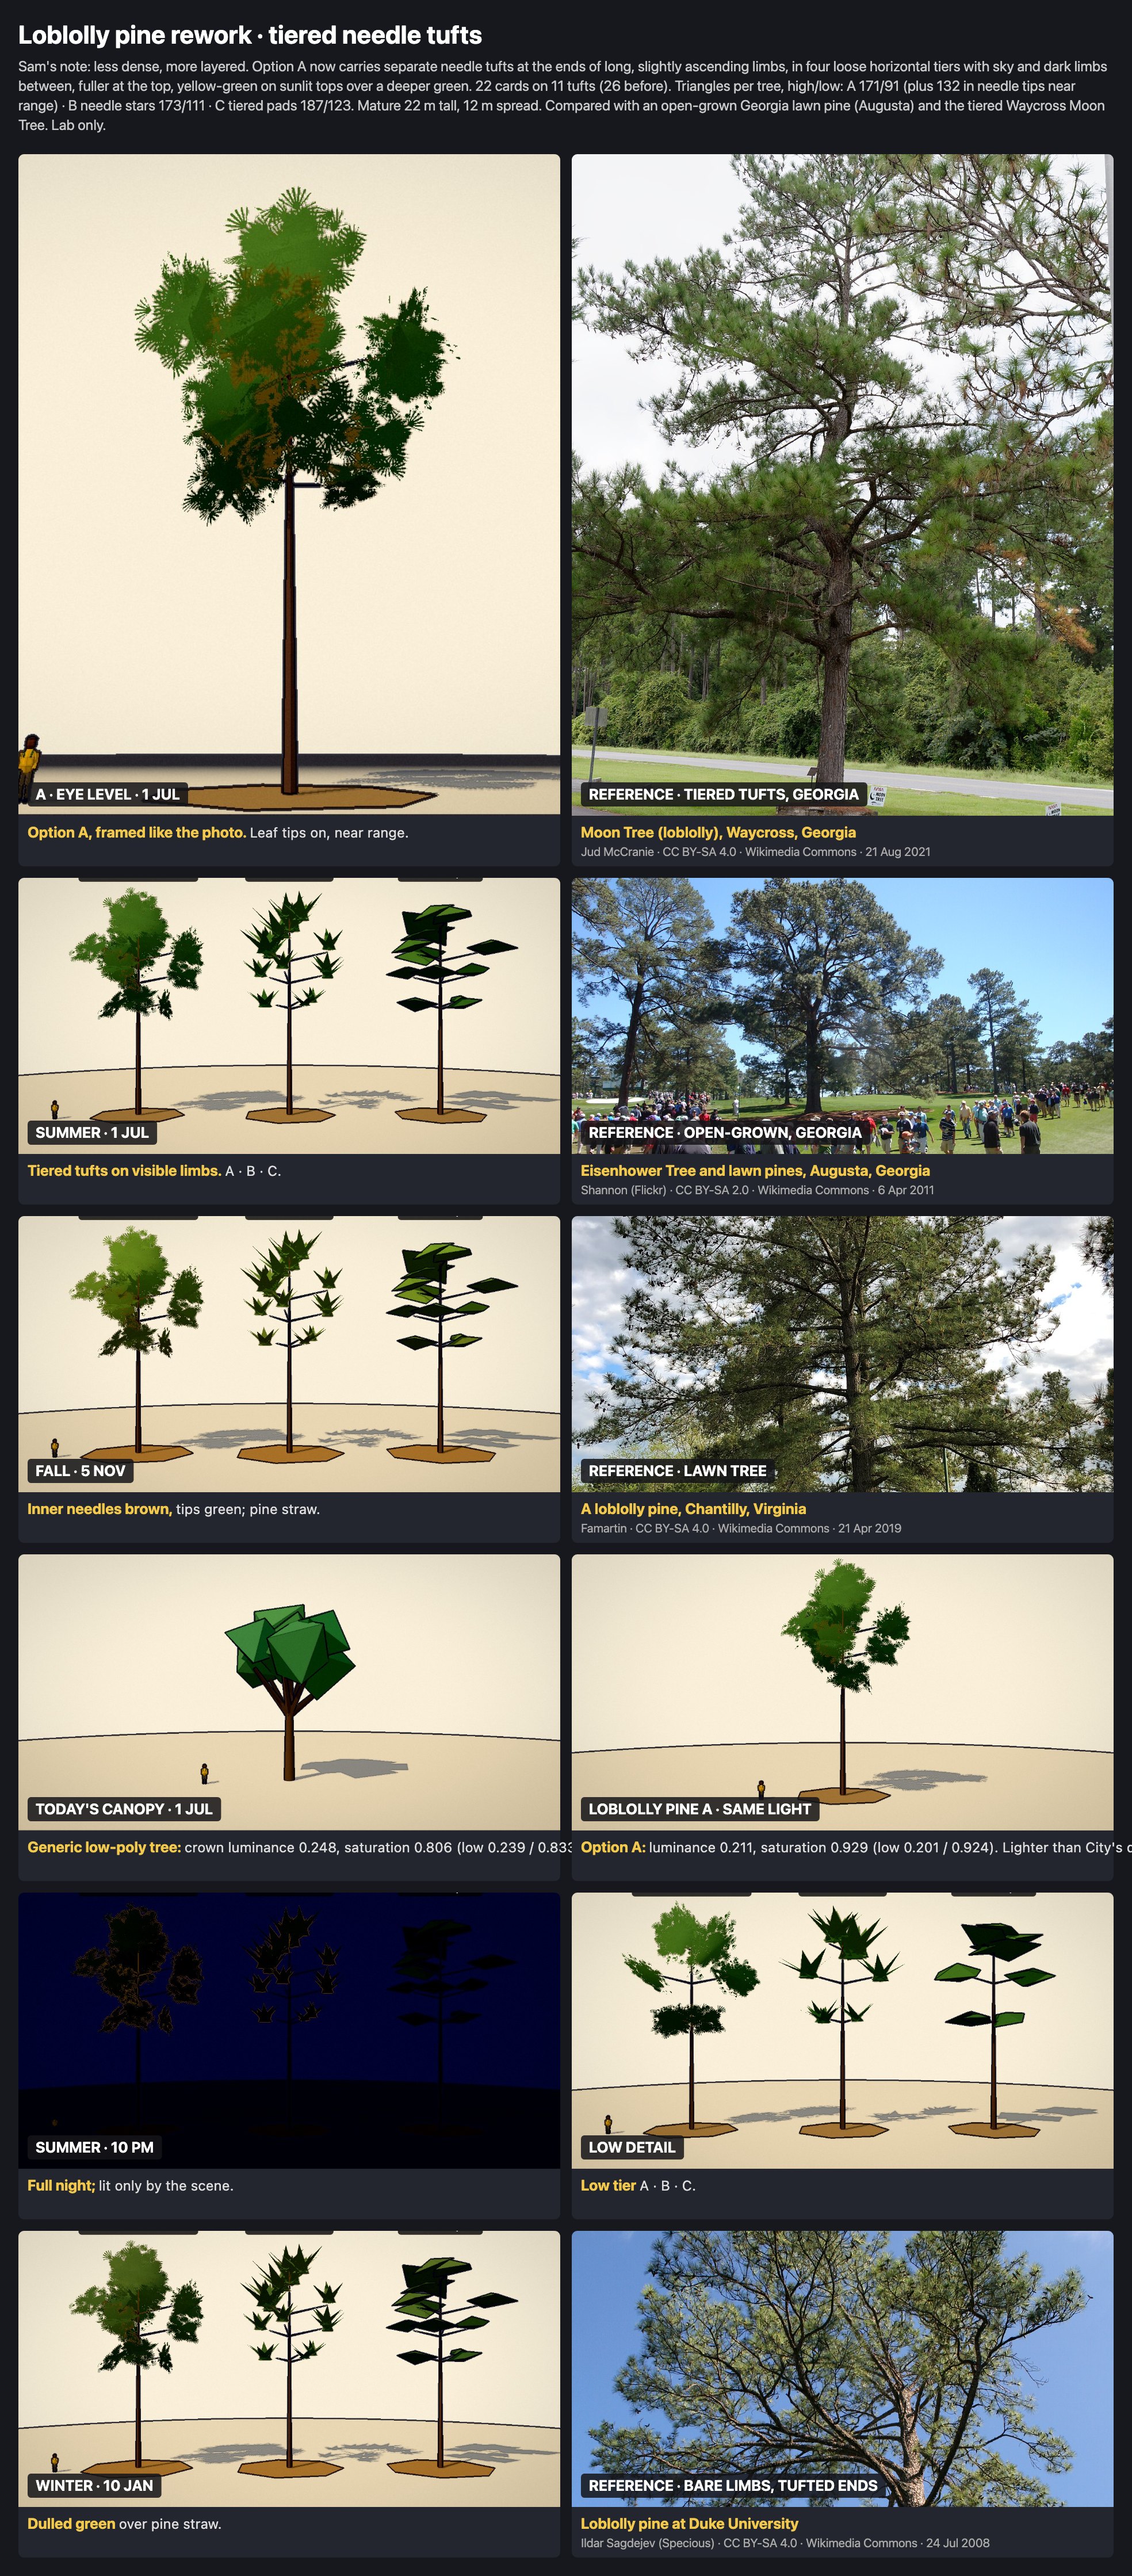 Loblolly pine rework · tiered needle tufts
Sam's note: less dense, more layered. Option A now carries separate needle tufts at the ends of long, slightly ascending limbs, in four loose horizontal tiers with sky and dark limbs
between, fuller at the top, yellow-green on sunlit tops over a deeper green. 22 cards on 11 tufts (26 before). Triangles per tree, high/low: A 171/91 (plus 132 in needle tips near
range) · B needle stars 173/111 · C tiered pads 187/123. Mature 22 m tall, 12 m spread. Compared with an open-grown Georgia lawn pine (Augusta) and the tiered Waycross Moon
Tree. Lab only.
A · EYE LEVEL · 1 JUL
Option A, framed like the photo. Leaf tips on, near range.
REFERENCE · TIERED TUFTS, GEORGIA
Moon Tree (loblolly), Waycross, Georgia
Jud McCranie · CC BY-SA 4.0 · Wikimedia Commons · 21 Aug 2021
SUMMER · 1 JUL
Tiered tufts on visible limbs. A · B · C.
REFERENCE · OPEN-GROWN, GEORGIA
Eisenhower Tree and lawn pines, Augusta, Georgia
Shannon (Flickr) · CC BY-SA 2.0 · Wikimedia Commons · 6 Apr 2011
FALL · 5 NOV
Inner needles brown, tips green; pine straw.
REFERENCE · LAWN TREE
A loblolly pine, Chantilly, Virginia
Famartin · CC BY-SA 4.0 · Wikimedia Commons · 21 Apr 2019
TODAY'S CANOPY · 1 JUL
Generic low-poly tree: crown luminance 0.248, saturation 0.806 (low 0.239 / 0.833
LOBLOLLY PINE A · SAME LIGHT
Option A: luminance 0.211, saturation 0.929 (low 0.201 / 0.924). Lighter than City's
SUMMER · 10 PM
Full night; lit only by the scene.
LOW DETAIL
Low tier A · B · C.
WINTER · 10 JAN
Dulled green over pine straw.
REFERENCE · BARE LIMBS, TUFTED ENDS
Loblolly pine at Duke University
Ildar Sagdejev (Specious) · CC BY-SA 4.0 · Wikimedia Commons · 24 Jul 2008